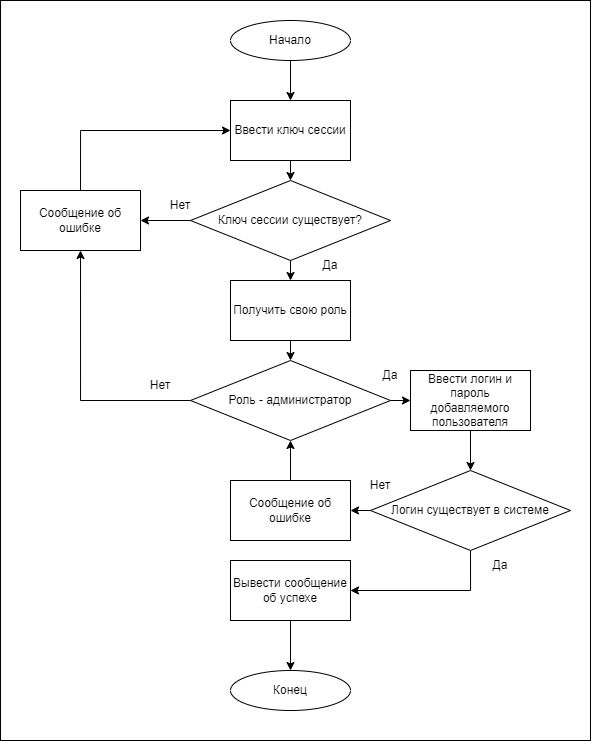 Начало
Ввести ключ сессии
Нет
Сообщение об
ошибке
Ключ сессии существует?
Да
Получить свою роль
Нет
Роль - администратор
Да
Ввести логин и
пароль
добавляемого
пользователя
Сообщение об
ошибке
Нет
Логин существует в системе
Да
Вывести сообщение
об успехе
Конец